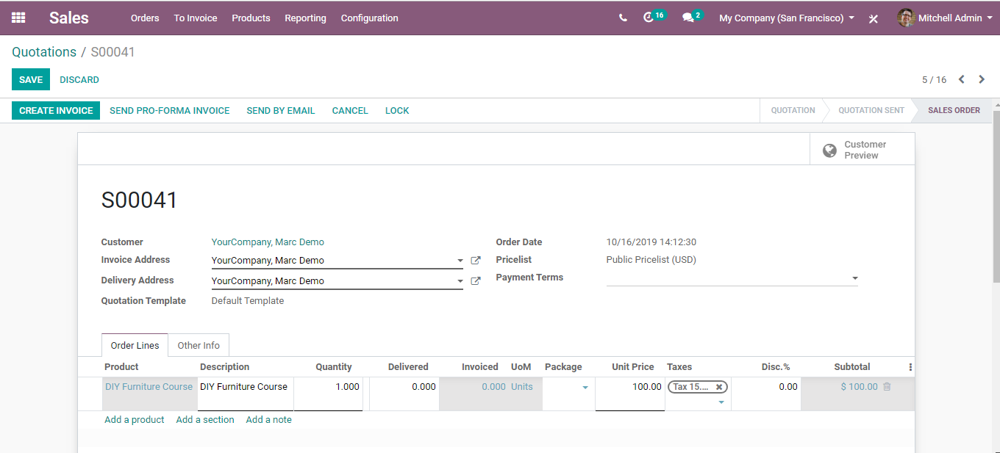 Sales Orders To Invoice Products Reporting Configuration 16 2 My Company (San Francisco) Mitchell Admin
Quotations / S00041
SAVE DISCARD 5 / 16
CREATE INVOICE SEND PRO-FORMA INVOICE SEND BY EMAIL CANCEL LOCK QUOTATION QUOTATION SENT SALES ORDER
Customer
Preview
S00041
Customer YourCompany, Marc Demo Order Date 10/16/2019 14:12:30
Invoice Address YourCompany, Marc Demo Pricelist Public Pricelist (USD)
Delivery Address YourCompany, Marc Demo Payment Terms
Quotation Template Default Template
Order Lines Other Info
Product Description Quantity Delivered Invoiced UoM Package Unit Price Taxes Disc.% Subtotal
DIY Furniture Course DIY Furniture Course 1.000 0.000 0.000 Units 100.00 Tax 15.... 0.00 $ 100.00
Add a product Add a section Add a note